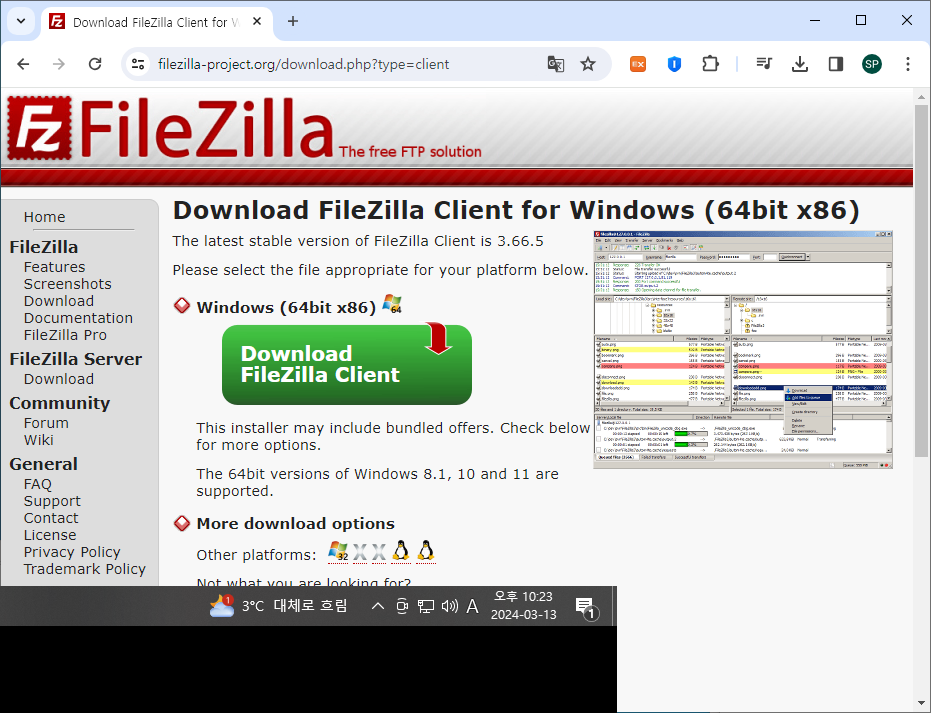 Download FileZilla Client for W
filezilla-project.org/download.php?type=client
EX
SP
FileZilla
The free FTP solution
Home
FileZilla
Features
Screenshots
Download
Documentation
FileZilla Pro
FileZilla Server
Download
Community
Forum
Wiki
General
FAQ
Support
Contact
License
Privacy Policy
Trademark Policy
Download FileZilla Client for Windows (64bit x86)
The latest stable version of FileZilla Client is 3.66.5
Please select the file appropriate for your platform below.
Windows (64bit x86)
64
Download
FileZilla Client
This installer may include bundled offers. Check below
for more options.
The 64bit versions of Windows 8.1, 10 and 11 are
supported.
More download options
Other platforms:
32
Not what you are looking for?
1
3°C 대체로 흐림
A
오후 10:23
2024-03-13
1